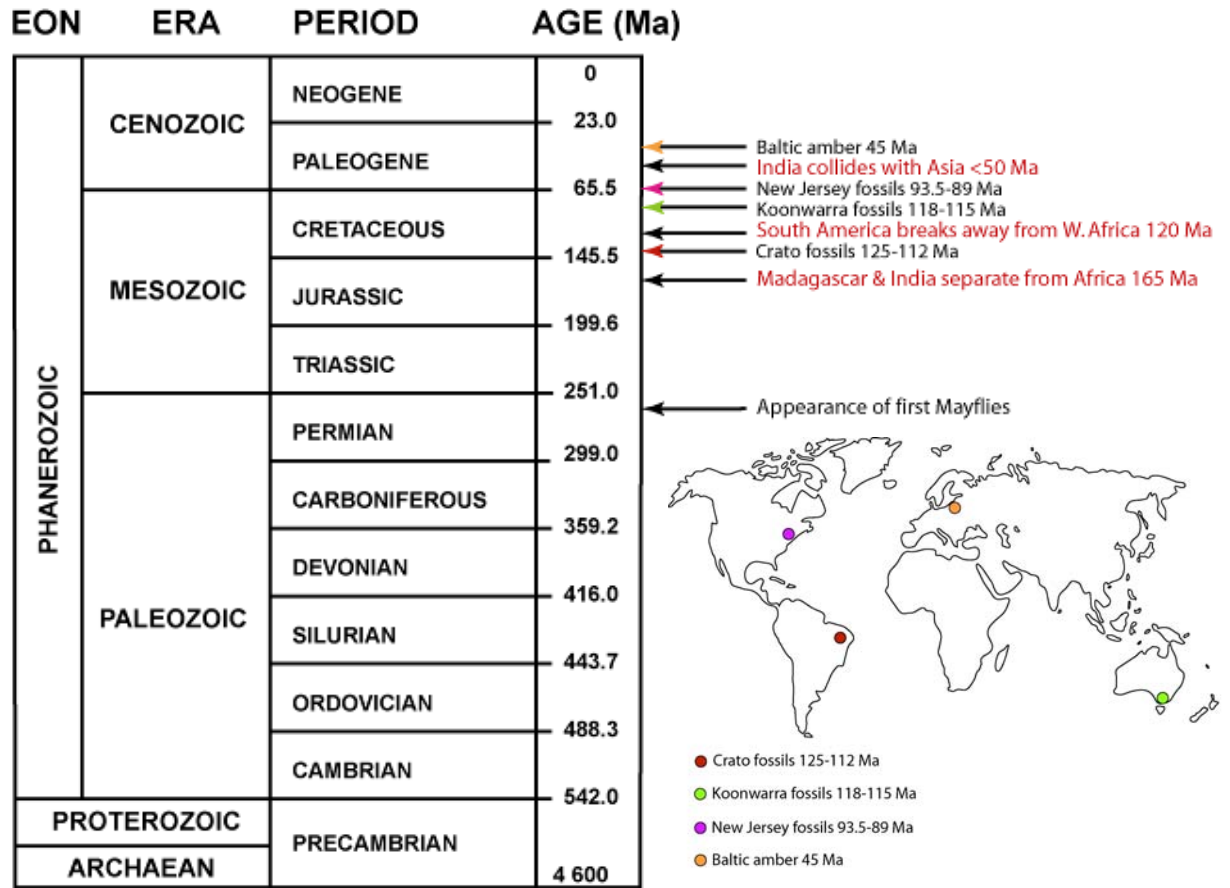 EON ERA PERIOD AGE (Ma)
0
NEOGENE
CENOZOIC
23.0
Baltic amber 45 Ma
PALEOGENE
India collides with Asia <50 Ma
65.5
New Jersey fossils 93.5-89 Ma
Koonwarra fossils 118-115 Ma
CRETACEOUS
South America breaks away from W. Africa 120 Ma
145.5
Crato fossils 125-112 Ma
MESOZOIC
JURASSIC
Madagascar & India separate from Africa 165 Ma
199.6
TRIASSIC
251.0
PHANEROZOIC
Appearance of first Mayflies
PERMIAN
299.0
CARBONIFEROUS
359.2
DEVONIAN
416.0
PALEOZOIC
SILURIAN
443.7
ORDOVICIAN
488.3
CAMBRIAN
542.0
PROTEROZOIC
PRECAMBRIAN
ARCHAEAN
4 600
Crato fossils 125-112 Ma
Koonwarra fossils 118-115 Ma
New Jersey fossils 93.5-89 Ma
Baltic amber 45 Ma